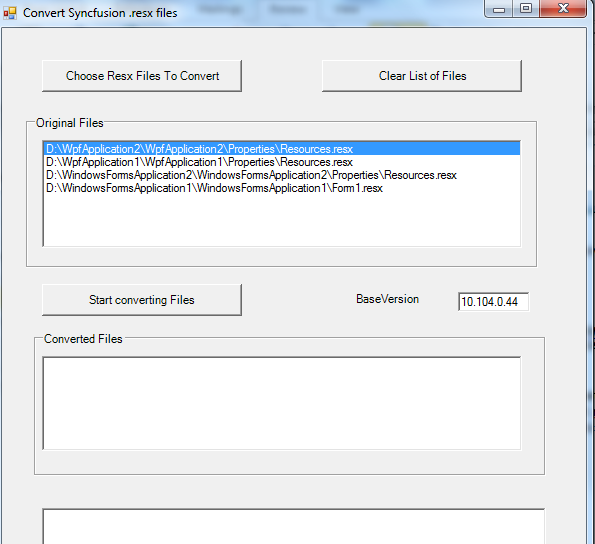 Convert Syncfusion .resx files
Choose Resx Files To Convert
Clear List of Files
Original Files
D:\WpfApplication2\WpfApplication2\Properties\Resources.resx
D:\WpfApplication1\WpfApplication1\Properties\Resources.resx
D:\WindowsFormsApplication2\WindowsFormsApplication2\Properties\Resources.resx
D:\WindowsFormsApplication1\WindowsFormsApplication1\Form1.resx
Start converting Files
BaseVersion
10.104.0.44
Converted Files